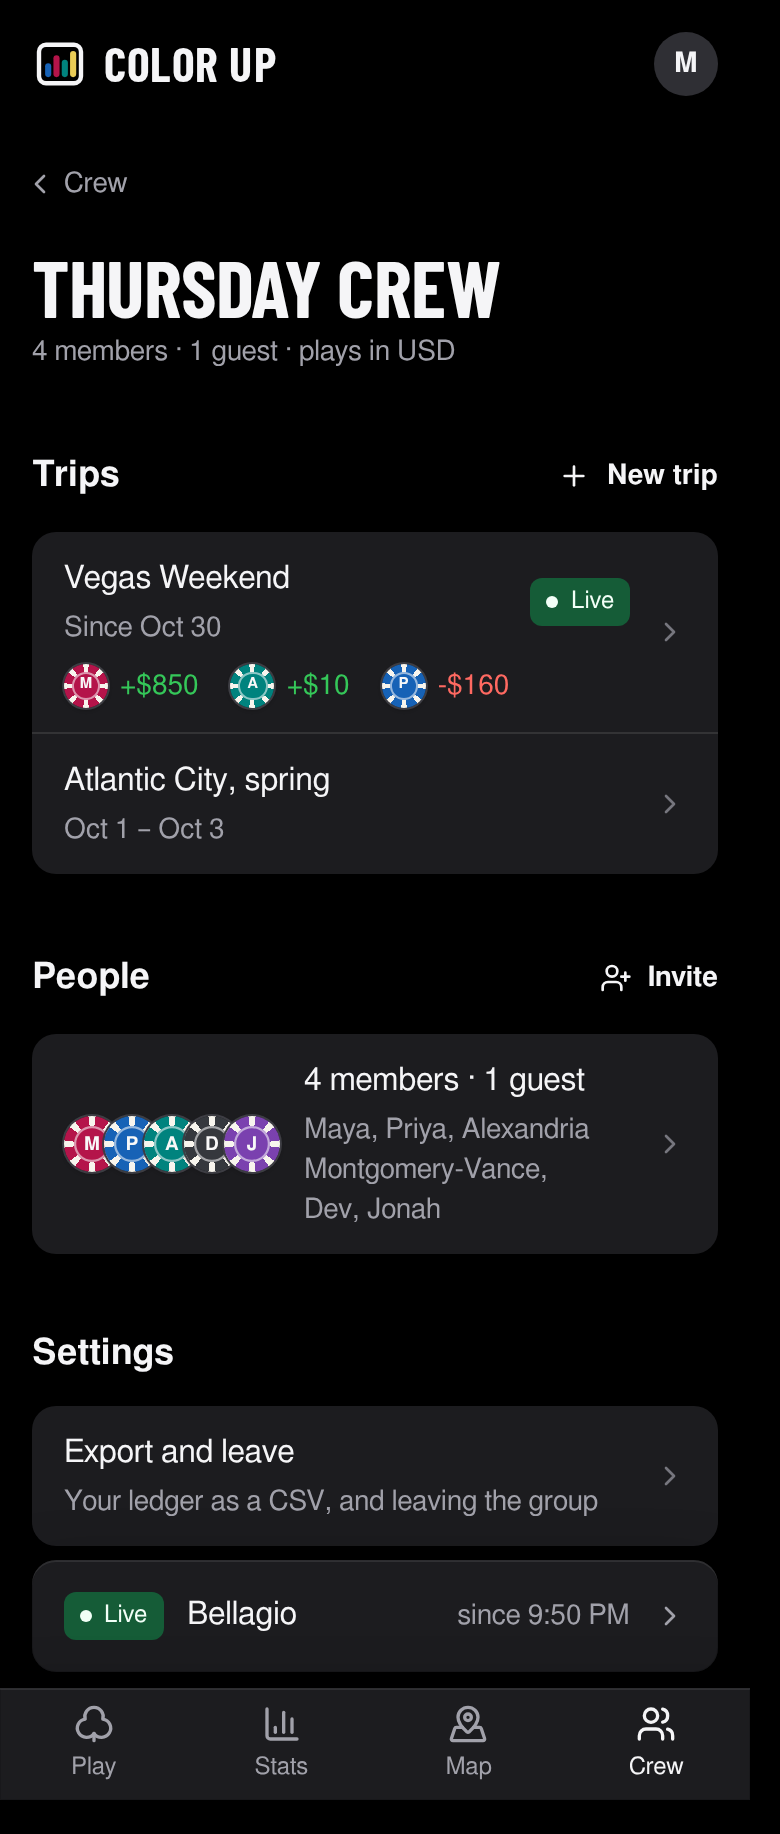 COLOR UP
M
Crew
THURSDAY CREW
4 members · 1 guest · plays in USD
Trips
New trip
Vegas Weekend
Live
Since Oct 30
M +$850 A +$10 P -$160
Atlantic City, spring
Oct 1 – Oct 3
People
Invite
M P A D J
4 members · 1 guest
Maya, Priya, Alexandria
Montgomery-Vance,
Dev, Jonah
Settings
Export and leave
Your ledger as a CSV, and leaving the group
Live Bellagio since 9:50 PM
Play Stats Map Crew